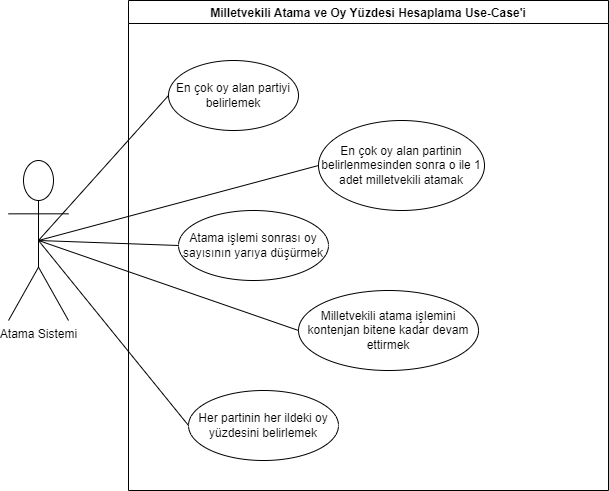 Milletvekili Atama ve Oy Yüzdesi Hesaplama Use-Case'i
En çok oy alan partiyi
belirlemek
En çok oy alan partinin
belirlenmesinden sonra o ile 1
adet milletvekili atamak
Atama işlemi sonrası oy
sayısının yarıya düşürmek
Atama Sistemi
Milletvekili atama işlemini
kontenjan bitene kadar devam
ettirmek
Her partinin her ildeki oy
yüzdesini belirlemek